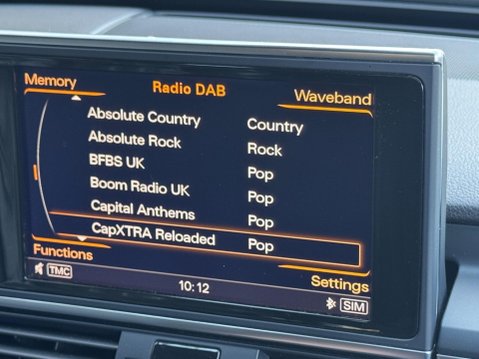 Memory Radio DAB Waveband
Absolute Country Country
Absolute Rock Rock
BFBS UK Pop
Boom Radio UK Pop
Capital Anthems Pop
CapXTRA Reloaded Pop
Functions Settings
TMC 10:12 SIM